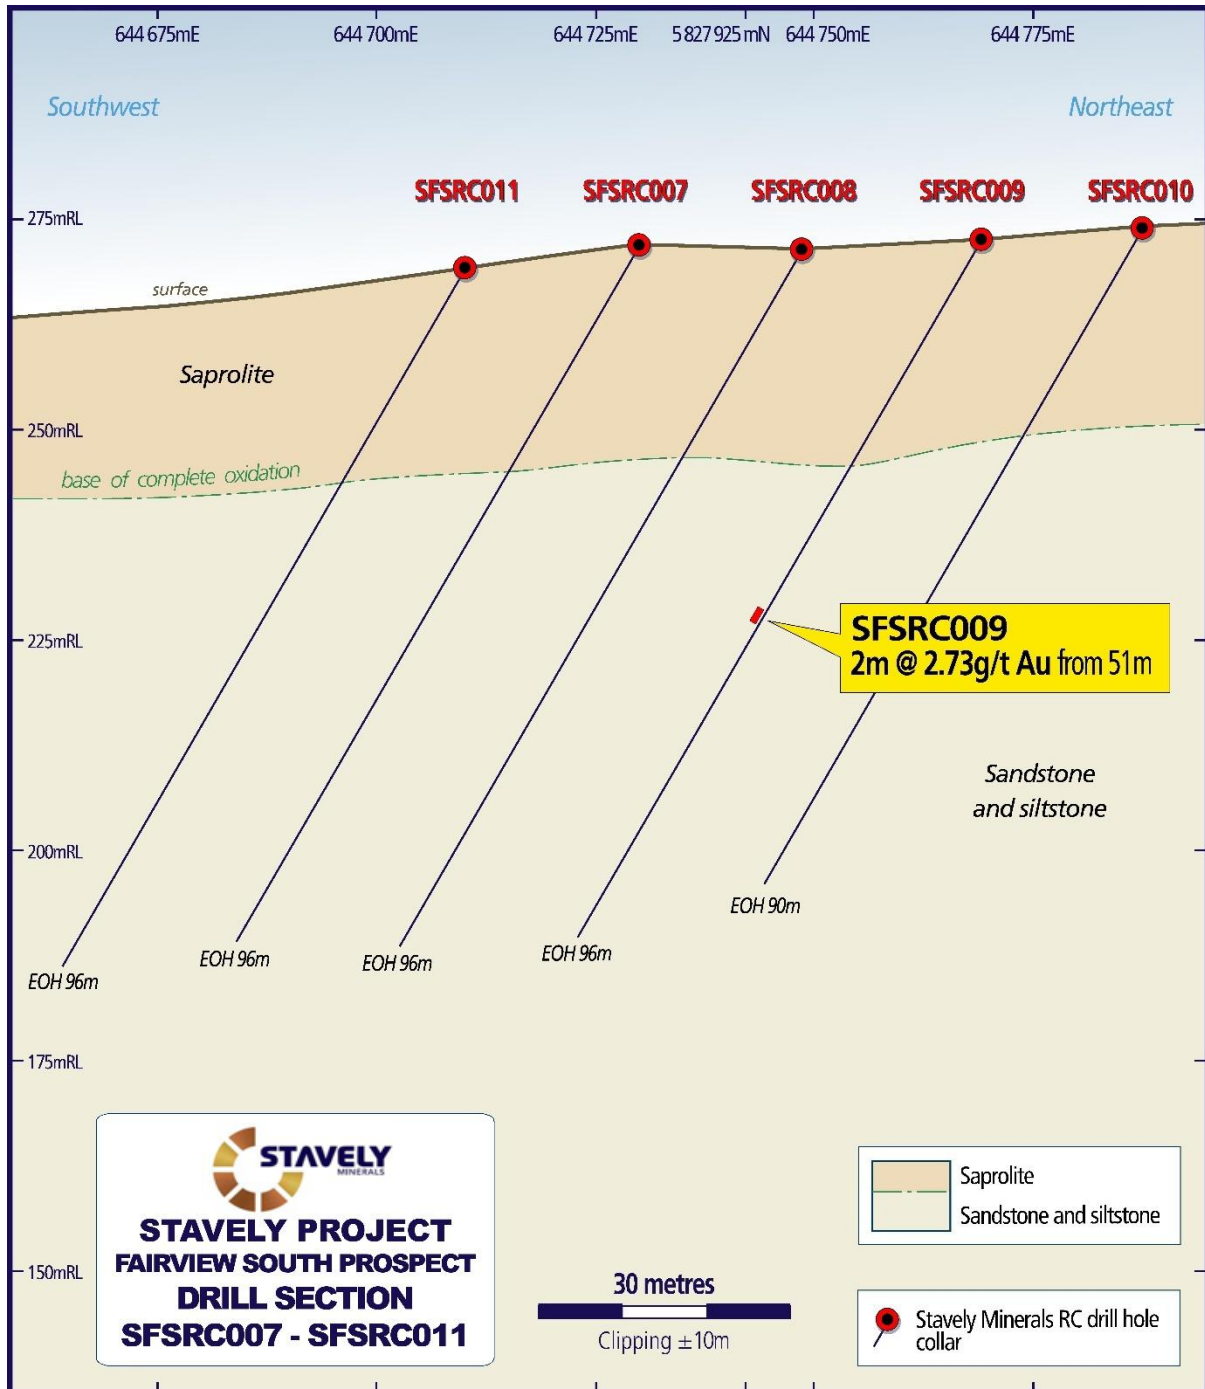 644 675mE
644 700mE
644 725mE
5 827 925 mN
644 750mE
644 775mE
Southwest
Northeast
SFSRC011
SFSRC007
SFSRC008
SFSRC009
SFSRC010
275mRL
surface
Saprolite
250mRL
base of complete oxidation
SFSRC009
2m @ 2.73g/t Au from 51m
225mRL
Sandstone
and siltstone
200mRL
EOH 90m
EOH 96m
EOH 96m
EOH 96m
EOH 96m
175mRL
STAVELY
MINERALS
STAVELY PROJECT
FAIRVIEW SOUTH PROSPECT
DRILL SECTION
SFSRC007 - SFSRC011
150mRL
30 metres
Clipping ±10m
Saprolite
Sandstone and siltstone
Stavely Minerals RC drill hole
collar